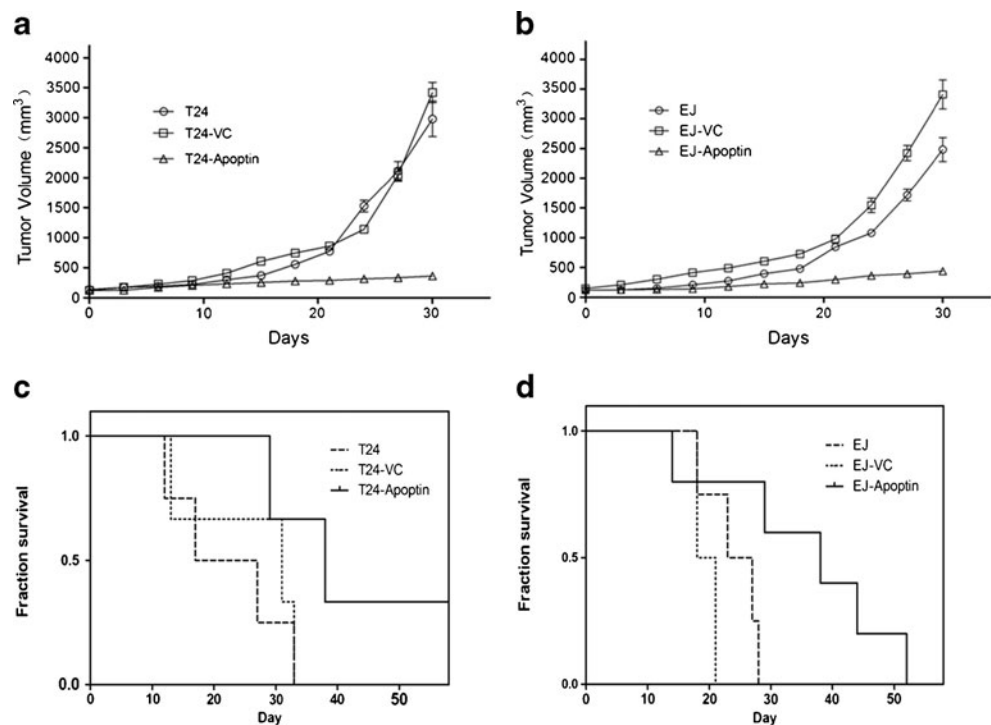 a
Tumor Volume (mm³)
4000
3500
3000
2500
2000
1500
1000
500
0
T24
T24-VC
T24-Apoptin
0 10 20 30
Days
b
Tumor Volume (mm³)
4000
3500
3000
2500
2000
1500
1000
500
0
EJ
EJ-VC
EJ-Apoptin
0 10 20 30
Days
c
Fraction survival
1.0
0.5
0.0
T24
T24-VC
T24-Apoptin
0 10 20 30 40 50
Day
d
Fraction survival
1.0
0.5
0.0
EJ
EJ-VC
EJ-Apoptin
0 10 20 30 40 50
Day